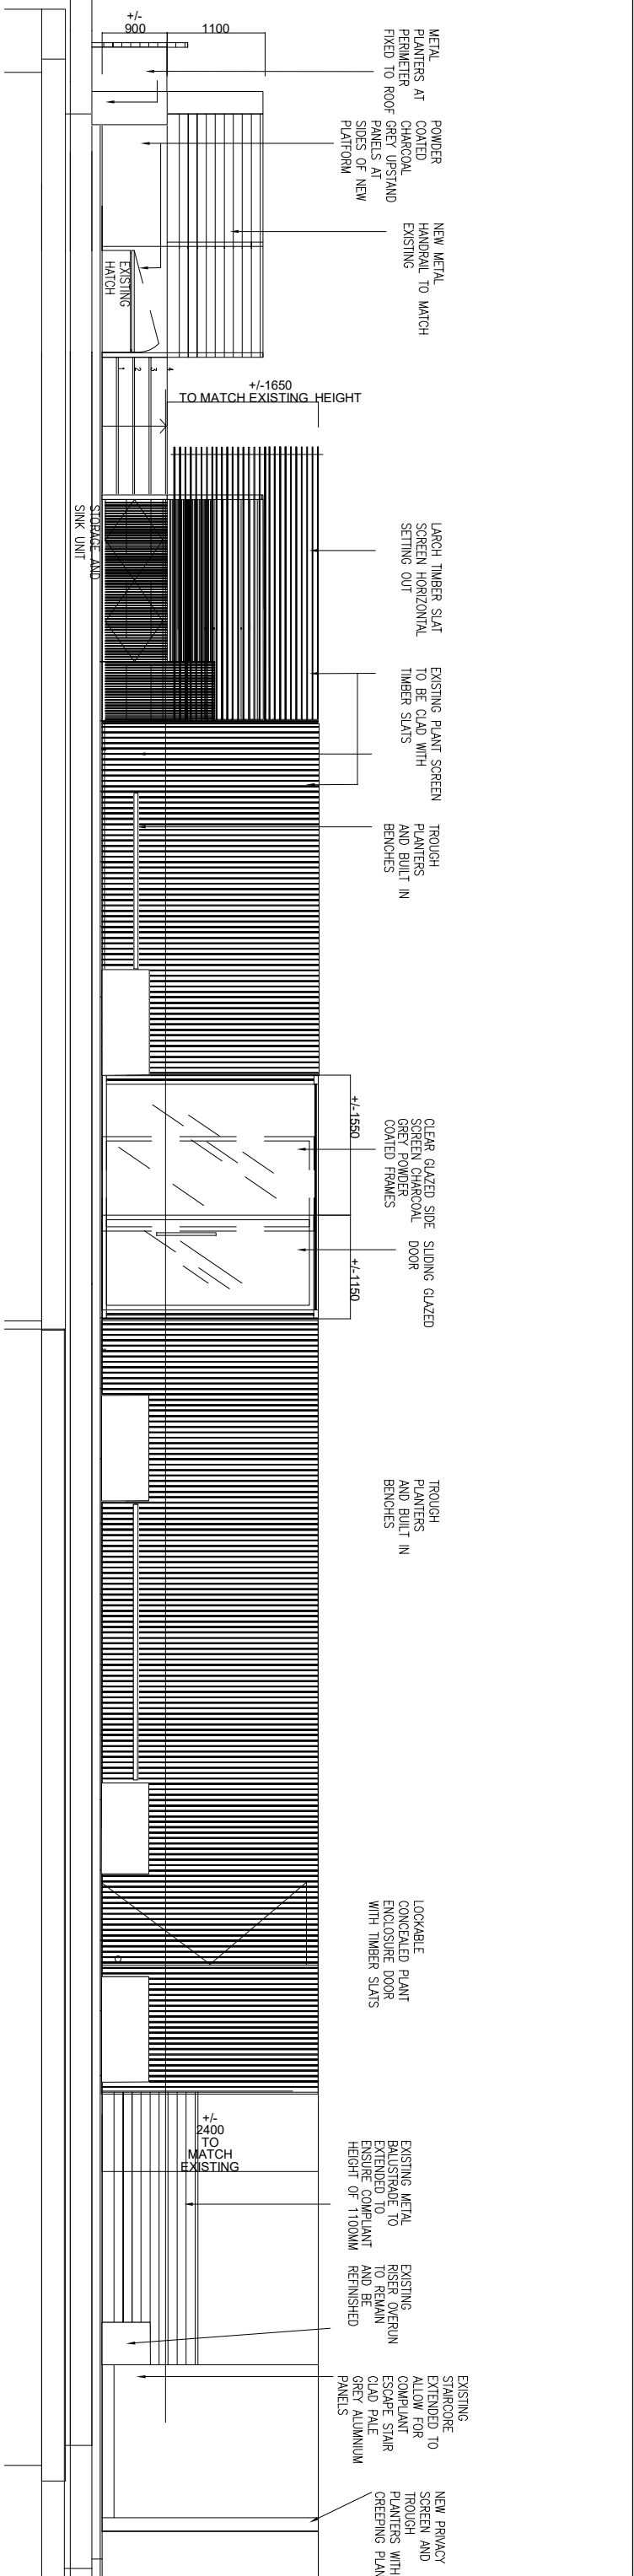 METAL
PLANTERS AT
PERIMETER
FIXED TO ROOF
POWDER
COATED
CHARCOAL
GREY UPSTAND
PANELS AT
SIDES OF NEW
PLATFORM
NEW METAL
HANDRAIL TO MATCH
EXISTING
LARCH TIMBER SLAT
SCREEN HORIZONTAL
SETTING OUT
EXISTING PLANT SCREEN
TO BE CLAD WITH
TIMBER SLATS
TROUGH
PLANTERS
AND BUILT IN
BENCHES
CLEAR GLAZED SIDE
SCREEN CHARCOAL
GREY POWDER
COATED FRAMES
SLIDING GLAZED
DOOR
TROUGH
PLANTERS
AND BUILT IN
BENCHES
LOCKABLE
CONCEALED PLANT
ENCLOSURE DOOR
WITH TIMBER SLATS
EXISTING METAL
BALUSTRADE TO
EXTENDED TO
ENSURE COMPLIANT
HEIGHT OF 1100MM
EXISTING
RISER OVERUN
TO REMAIN
AND BE
REFINISHED
EXISTING
STAIRCORE
EXTENDED TO
ALLOW FOR
COMPLIANT
ESCAPE STAIR
CLAD PALE
GREY ALUMNIUM
PANELS
NEW PRIVACY
SCREEN AND
TROUGH
PLANTERS WITH
CREEPING PLAN
+/-
900
1100
EXISTING
HATCH
1
2
3
4
+/-1650
TO MATCH EXISTING HEIGHT
STORAGE AND
SINK UNIT
+/-1550
+/-1150
+/-
2400
TO
MATCH
EXISTING